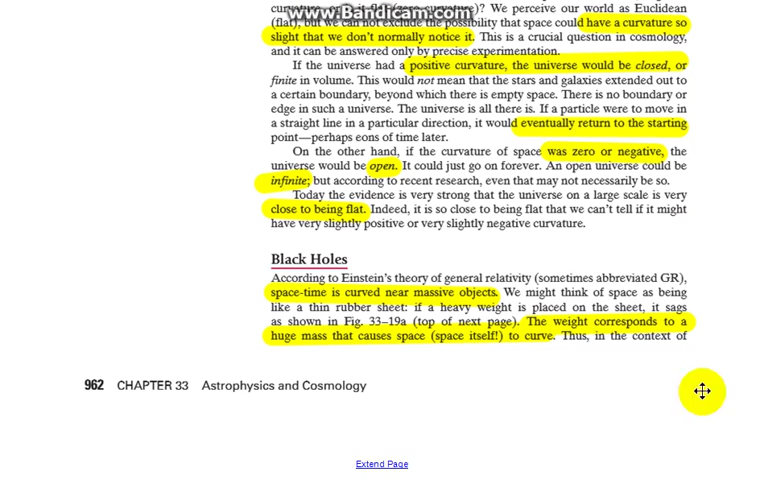 curvature, or is it flat (zero curvature)? We perceive our world as Euclidean
www.Bandicam.com
(flat), but we can not exclude the possibility that space could have a curvature so
slight that we don't normally notice it. This is a crucial question in cosmology,
and it can be answered only by precise experimentation.
If the universe had a positive curvature, the universe would be closed, or
finite in volume. This would not mean that the stars and galaxies extended out to
a certain boundary, beyond which there is empty space. There is no boundary or
edge in such a universe. The universe is all there is. If a particle were to move in
a straight line in a particular direction, it would eventually return to the starting
point—perhaps eons of time later.
On the other hand, if the curvature of space was zero or negative, the
universe would be open. It could just go on forever. An open universe could be
infinite; but according to recent research, even that may not necessarily be so.
Today the evidence is very strong that the universe on a large scale is very
close to being flat. Indeed, it is so close to being flat that we can't tell if it might
have very slightly positive or very slightly negative curvature.
Black Holes
According to Einstein's theory of general relativity (sometimes abbreviated GR),
space-time is curved near massive objects. We might think of space as being
like a thin rubber sheet: if a heavy weight is placed on the sheet, it sags
as shown in Fig. 33–19a (top of next page). The weight corresponds to a
huge mass that causes space (space itself!) to curve. Thus, in the context of
962 CHAPTER 33 Astrophysics and Cosmology
Extend Page